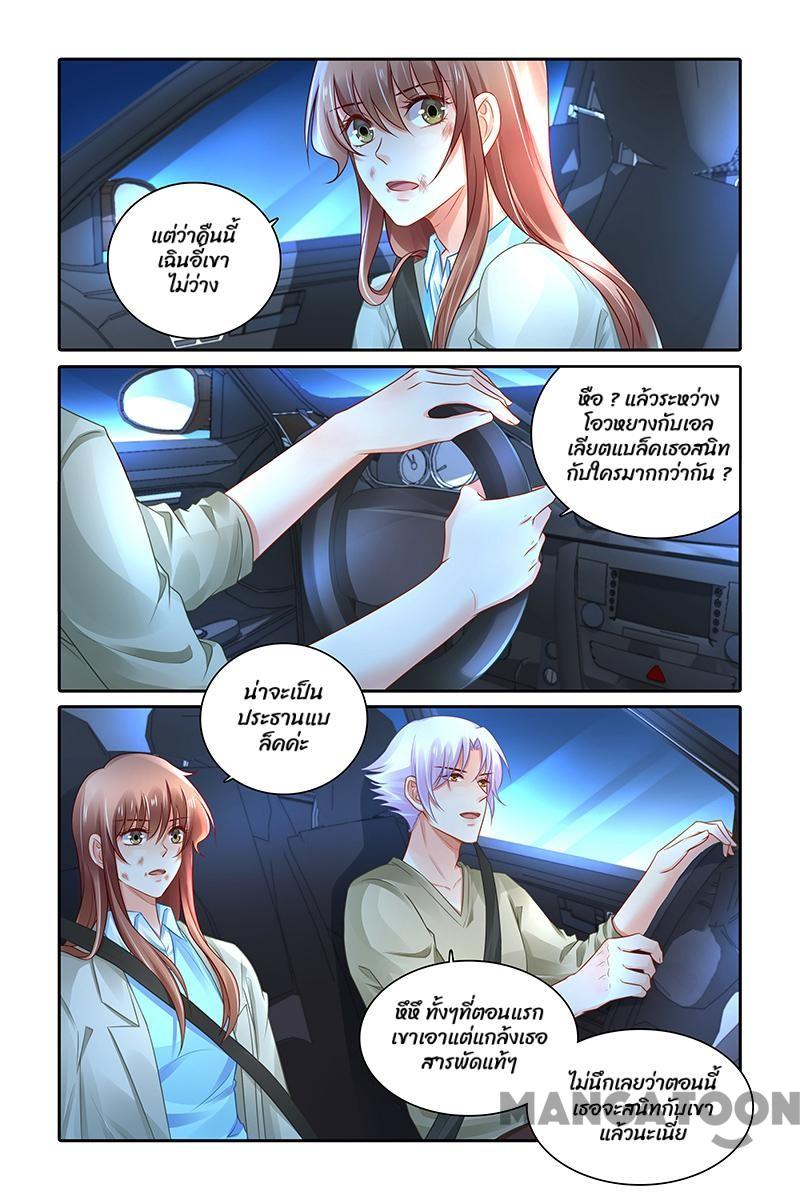 แต่ว่าคืนนี้
เฉินอี้เขา
ไม่ว่าง
หือ ? แล้วระหว่าง
โอวหยางกับเอล
เลียตแบล็คเธอสนิท
กับใครมากกว่ากัน ?
น่าจะเป็น
ประธานแบ
ล็คค่ะ
หึหึ ทั้งๆที่ตอนแรก
เขาเอาแต่แกล้งเธอ
สารพัดแท้ๆ
ไม่นึกเลยว่าตอนนี้
เธอจะสนิทกับเขา
แล้วนะเนี่ย
MANGATOON